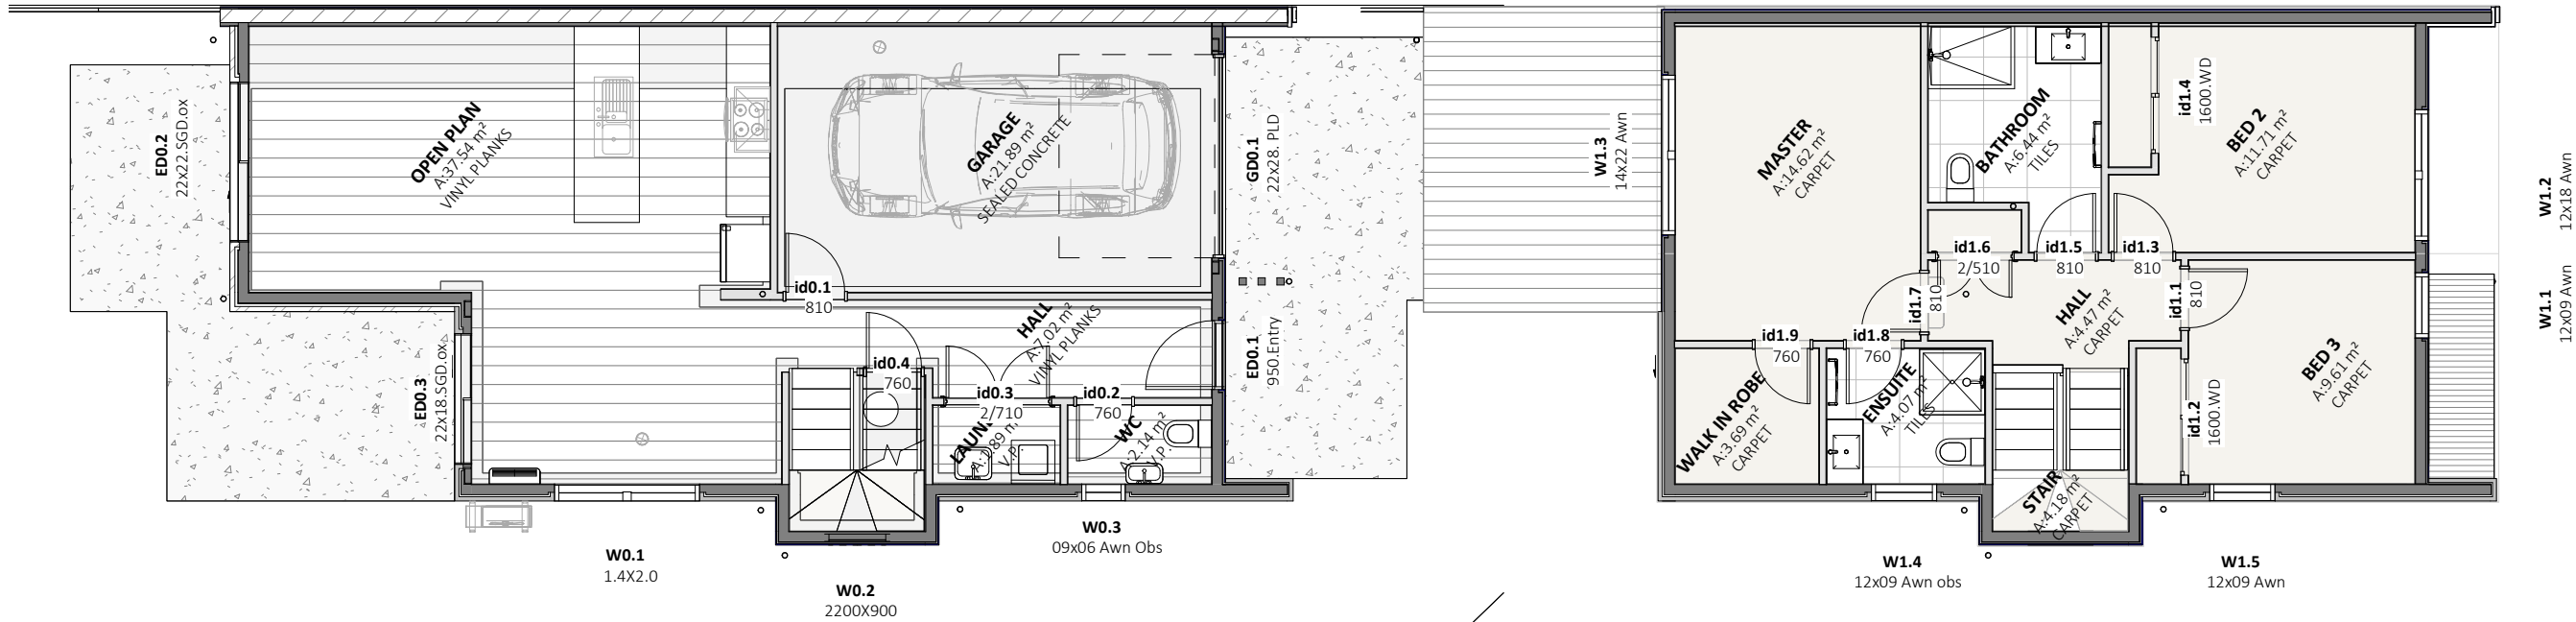 ED0.2
22x22.SGD.ox
OPEN PLAN
A:37.54 m²
VINYL PLANKS
GARAGE
A:21.89 m²
SEALED CONCRETE
GD0.1
22x28. PLD
id0.1
810
HALL
A:7.02 m²
VINYL PLANKS
ED0.1
950.Entry
ED0.3
22x18.SGD.ox
id0.4
760
id0.3
2/710
id0.2
760
V.P.
WC
A:2.14 m²
V.P.
W0.1
1.4X2.0
W0.2
2200X900
W0.3
09x06 Awn Obs
W1.3
14x22 Awn
MASTER
A:14.62 m²
CARPET
BATHROOM
A:6.44 m²
TILES
id1.4
1600.WD
BED 2
A:11.71 m²
CARPET
W1.2
12x18 Awn
W1.1
12x09 Awn
id1.6
2/510
id1.5
810
id1.3
810
id1.7
810
HALL
A:4.47 m²
CARPET
id1.1
810
id1.9
760
id1.8
760
WALK IN ROBE
A:3.69 m²
CARPET
ENSUITE
A:4.07 m²
TILES
id1.2
1600.WD
BED 3
A:9.61 m²
CARPET
STAIR
A:4.18 m²
CARPET
W1.4
12x09 Awn obs
W1.5
12x09 Awn